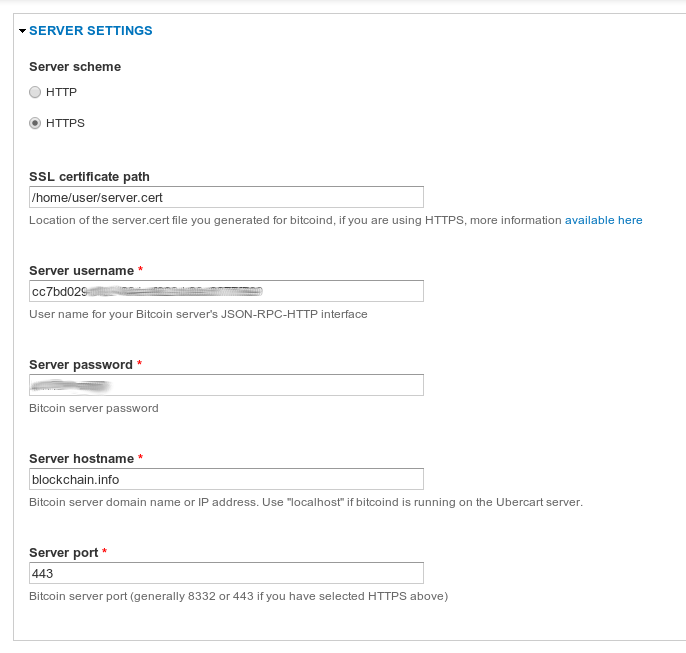 SERVER SETTINGS
Server scheme
HTTP
HTTPS
SSL certificate path
/home/user/server.cert
Location of the server.cert file you generated for bitcoind, if you are using HTTPS, more information available here
Server username *
cc7bd029
User name for your Bitcoin server's JSON-RPC-HTTP interface
Server password *
Bitcoin server password
Server hostname *
blockchain.info
Bitcoin server domain name or IP address. Use "localhost" if bitcoind is running on the Ubercart server.
Server port *
443
Bitcoin server port (generally 8332 or 443 if you have selected HTTPS above)